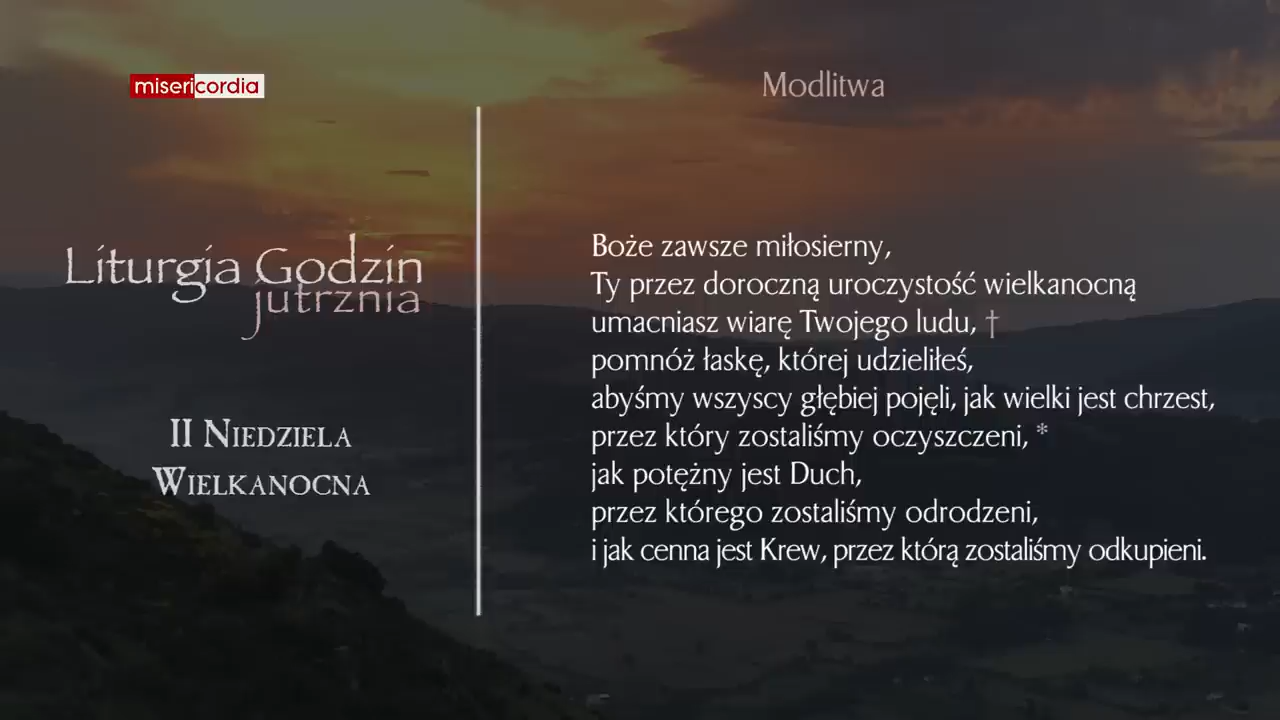 misericordia
Liturgia Godzin
jutrznia
II Niedziela
Wielkanocna
Modlitwa
Boże zawsze miłosierny,
Ty przez doroczną uroczystość wielkanocną
umacniasz wiarę Twojego ludu, †
pomnóż łaskę, której udzieliłeś,
abyśmy wszyscy głębiej pojęli, jak wielki jest chrzest,
przez który zostaliśmy oczyszczeni, *
jak potężny jest Duch,
przez którego zostaliśmy odrodzeni,
i jak cenna jest Krew, przez którą zostaliśmy odkupieni.